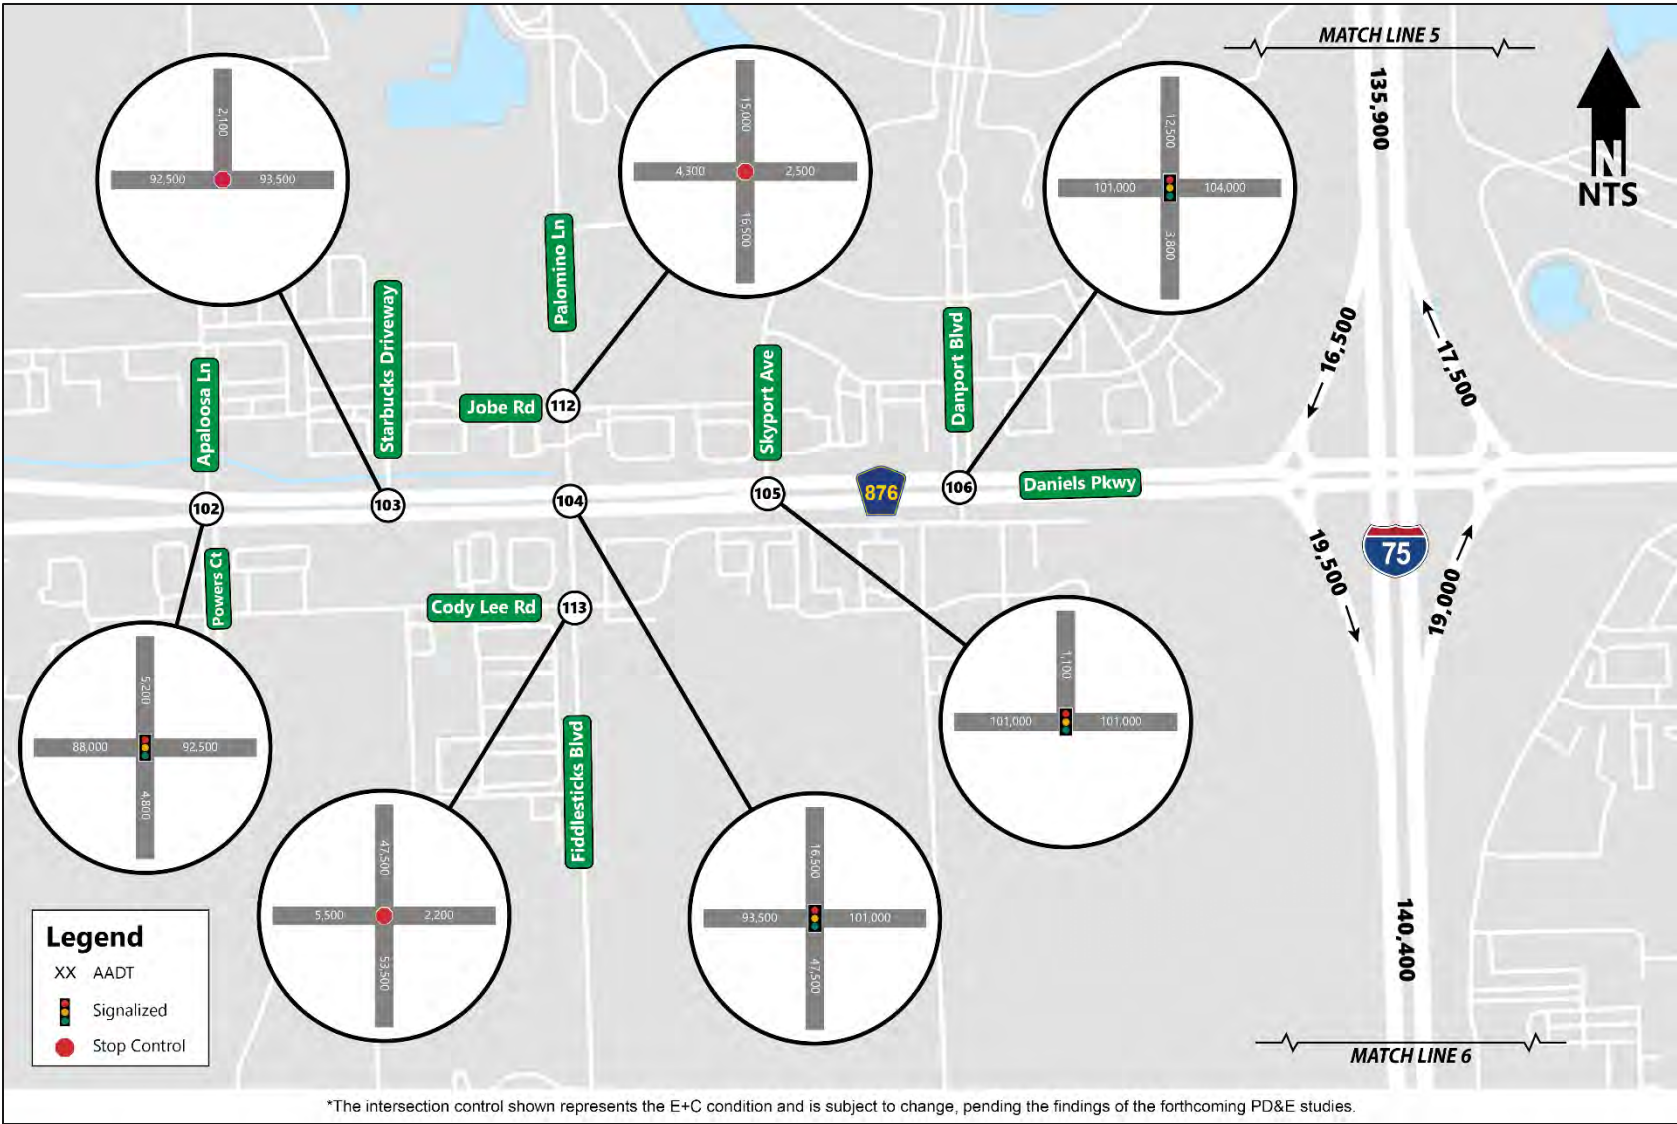 MATCH LINE 5
135,900
N
NTS
2,100
92,500
93,500
15,000
4,300
2,500
16,500
12,500
101,000
104,000
3,800
Palomino Ln
Starbucks Driveway
Apaloosa Ln
Jobe Rd
112
Skyport Ave
Danport Blvd
16,500
17,500
102
103
104
105
876
106
Daniels Pkwy
Powers Ct
Cody Lee Rd
113
19,500
75
19,000
5,200
88,000
92,500
4,800
Fiddlesticks Blvd
1,100
101,000
101,000
47,500
5,500
2,200
53,500
16,500
93,500
101,000
47,500
140,400
Legend
XX AADT
Signalized
Stop Control
MATCH LINE 6
*The intersection control shown represents the E+C condition and is subject to change, pending the findings of the forthcoming PD&E studies.